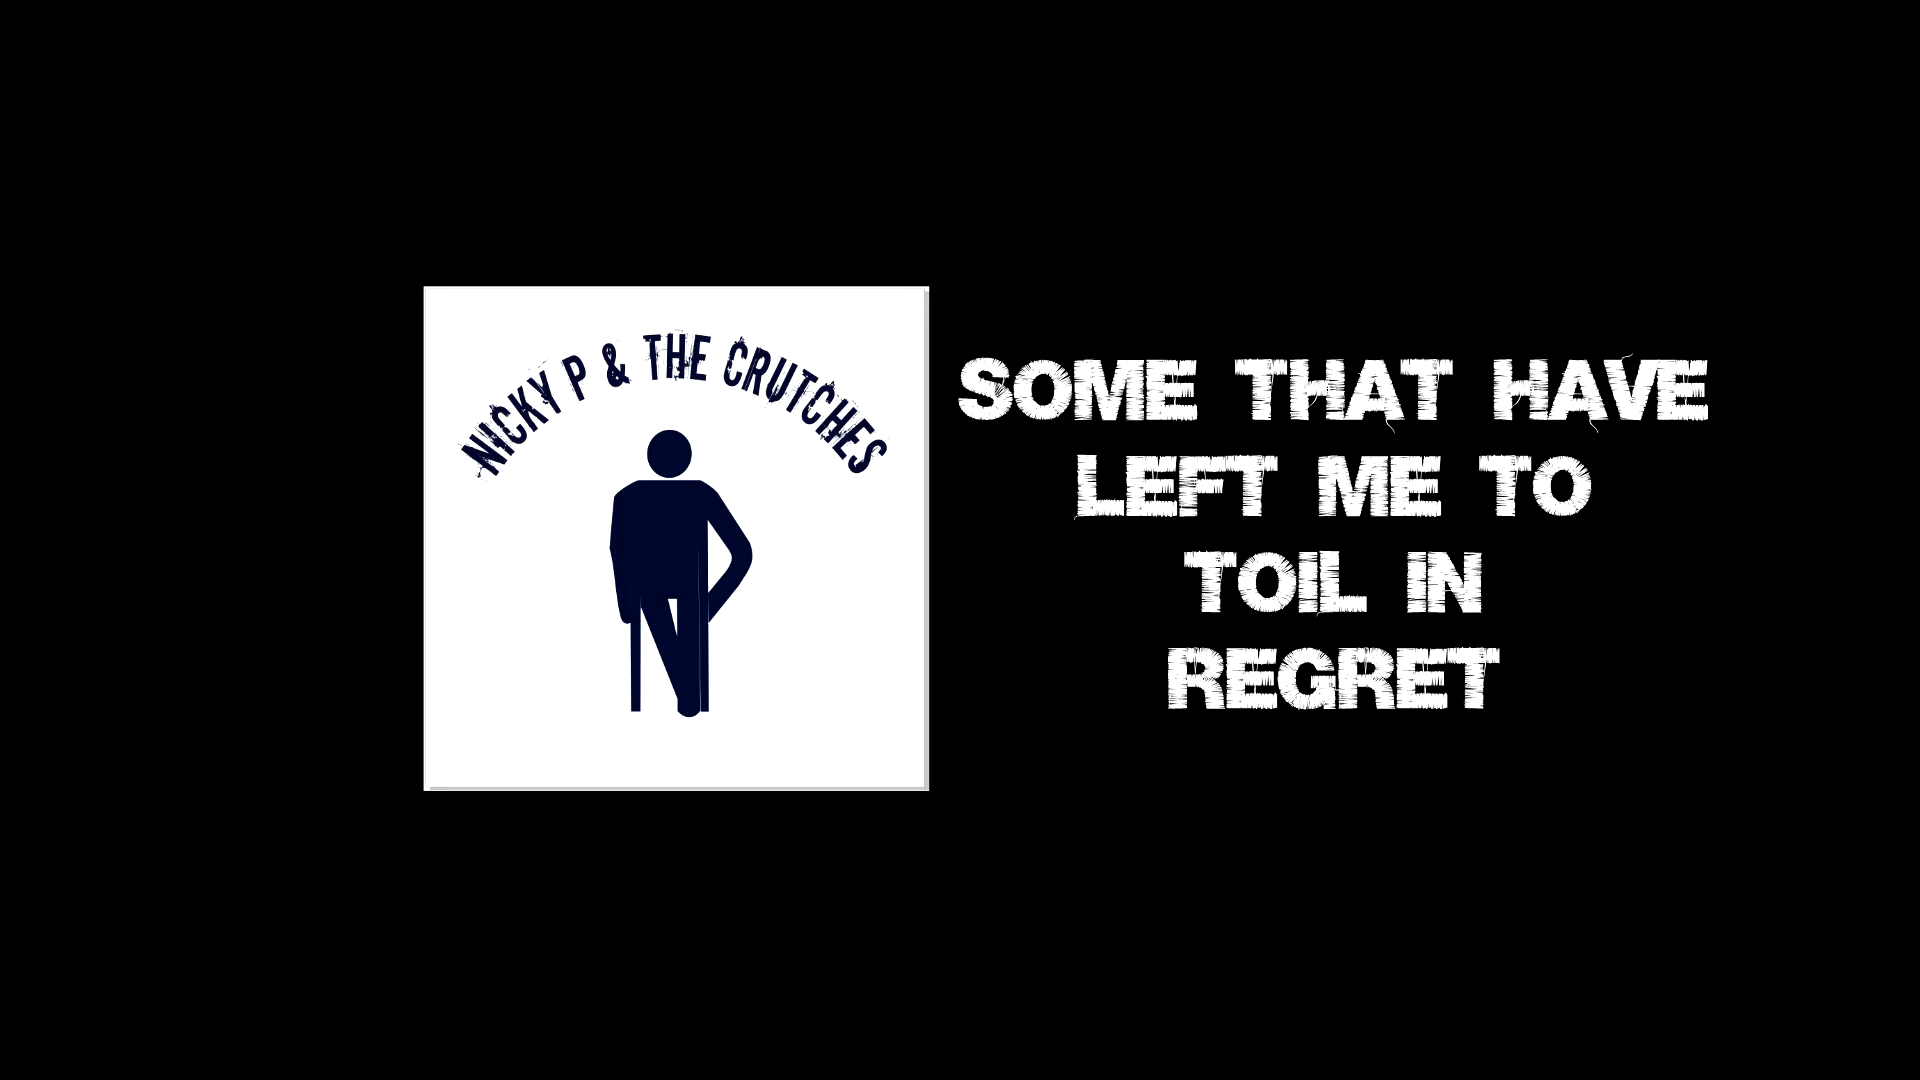 NICKY P & THE CRUTCHES
SOME THAT HAVE
LEFT ME TO
TOIL IN
REGRET